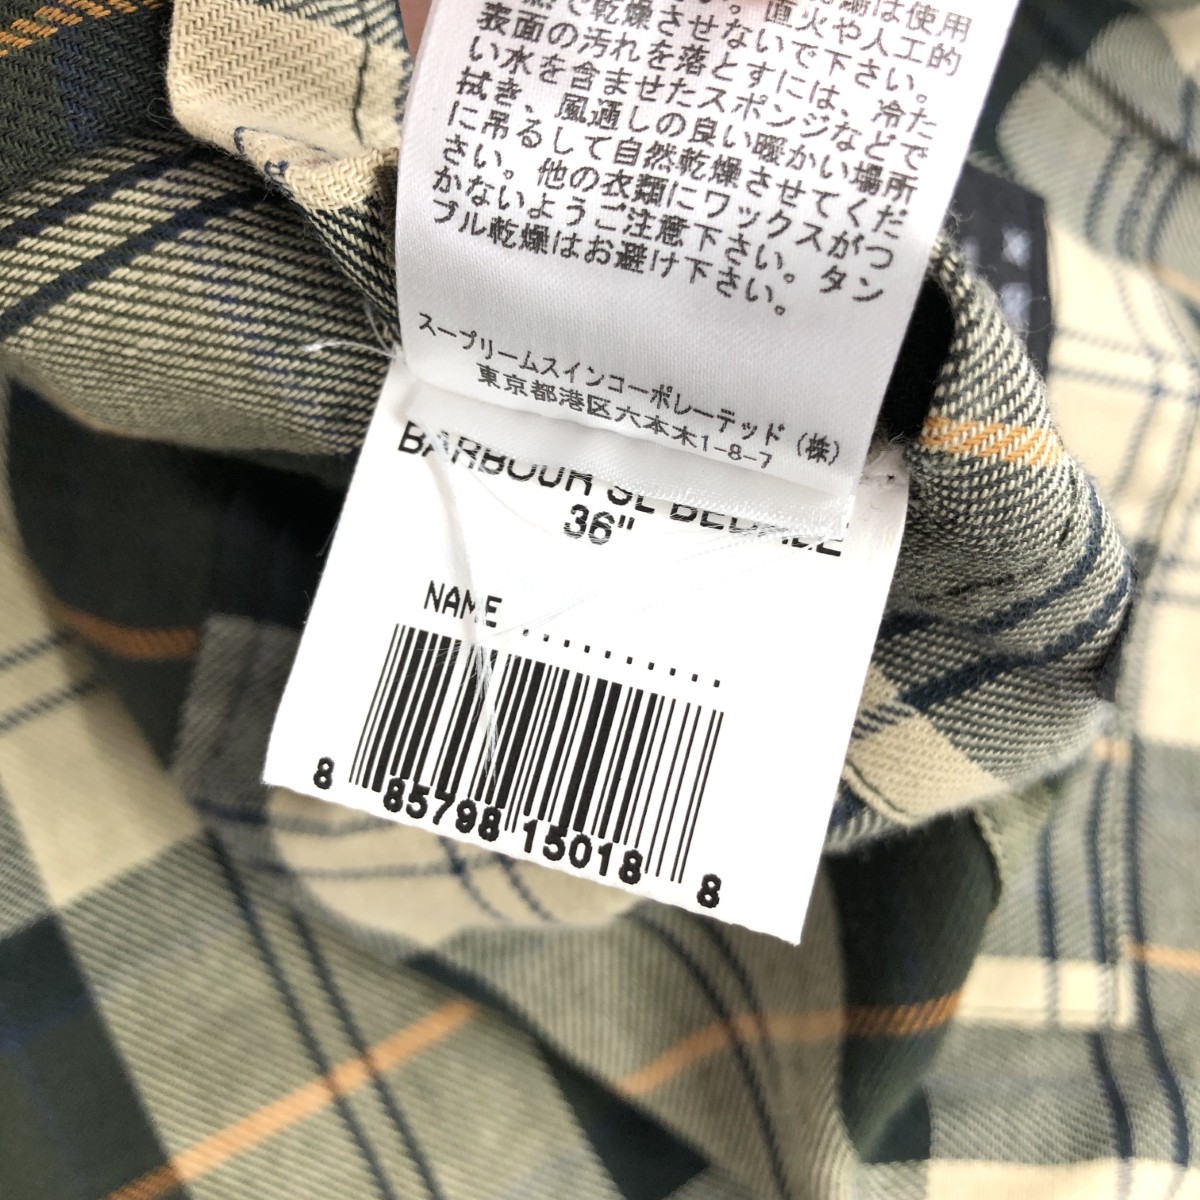 で乾燥させないで下さい。
表面の汚れを落とすには、冷た
い水を含ませたスポンジなどで
拭き、風通しの良い暖かい場所
に吊るして自然乾燥させてくだ
さい。他の衣類にワックスがつ
かないようご注意下さい。タン
ブル乾燥はお避け下さい。
スープリームスインコーポレーテッド（株）
東京都港区六本木1-8-7
BARBOUR SL BEDALE
36"
NAME ..........
8 85798 15018 8